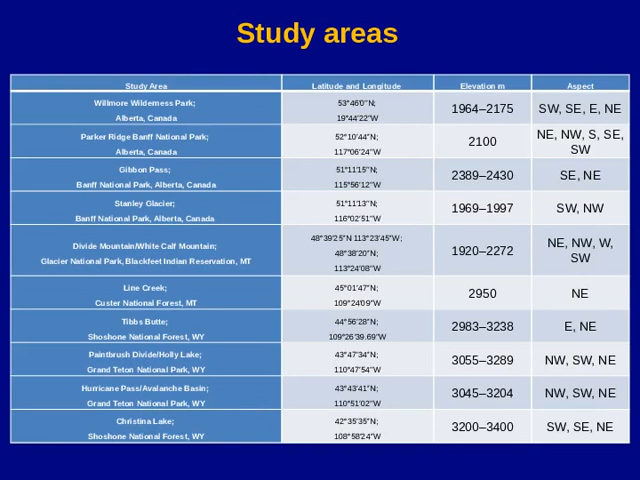 Study areas
Study Area Latitude and Longitude Elevation m Aspect
Willmore Wilderness Park;
Alberta, Canada
53°46'0″N;
19°44'22″W
1964–2175
SW, SE, E, NE
Parker Ridge Banff National Park;
Alberta, Canada
52°10'44″N;
117°06'24″W
2100
NE, NW, S, SE,
SW
Gibbon Pass;
Banff National Park, Alberta, Canada
51°11'15″N;
115°56'12″W
2389–2430
SE, NE
Stanley Glacier;
Banff National Park, Alberta, Canada
51°11'13″N;
116°02'51″W
1969–1997
SW, NW
Divide Mountain/White Calf Mountain;
Glacier National Park, Blackfeet Indian Reservation, MT
48°39'2.5″N 113°23'45″W;
48°38'20″N;
113°24'08″W
1920–2272
NE, NW, W,
SW
Line Creek;
Custer National Forest, MT
45°01'47″N;
109°24'09″W
2950
NE
Tibbs Butte;
Shoshone National Forest, WY
44°56'28″N;
109°26'39.69″W
2983–3238
E, NE
Paintbrush Divide/Holly Lake;
Grand Teton National Park, WY
43°47'34″N;
110°47'54″W
3055–3289
NW, SW, NE
Hurricane Pass/Avalanche Basin;
Grand Teton National Park, WY
43°43'41″N;
110°51'02″W
3045–3204
NW, SW, NE
Christina Lake;
Shoshone National Forest, WY
42°35'35″N;
108°58'24″W
3200–3400
SW, SE, NE